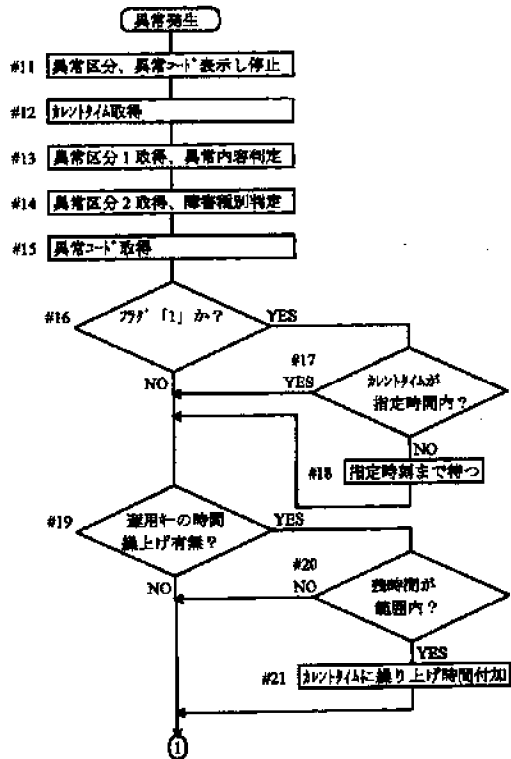 異常発生
#11 異常区分、異常コード表示し停止
#12 カレントタイム取得
#13 異常区分1取得、異常内容判定
#14 異常区分2取得、障害種別判定
#15 異常コード取得
#16 フラグ「1」か?
YES
#17
NO
YES
カレントタイムが
指定時間内?
NO
#18 指定時刻まで待つ
#19 運用キーの時間
繰上げ有無?
YES
#20
NO
NO
残時間が
範囲内?
YES
#21 カレントタイムに繰り上げ時間付加
1